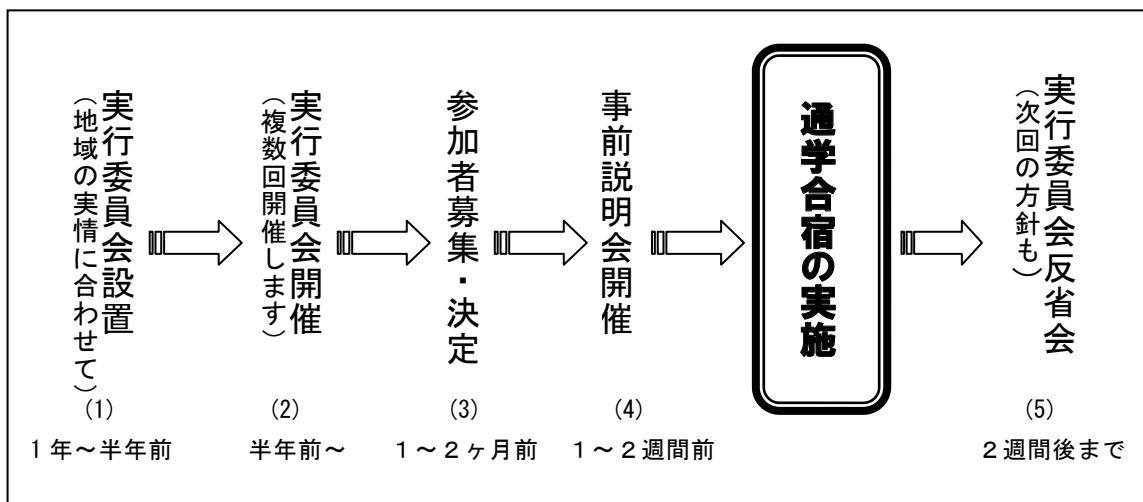 実行委員会設置
（地域の実情に合わせて）
(1)
１年～半年前
実行委員会開催
（複数回開催します）
(2)
半年前～
参加者募集・決定
(3)
１～２ヶ月前
事前説明会開催
(4)
１～２週間前
通学合宿の実施
実行委員会反省会
（次回の方針も）
(5)
２週間後まで